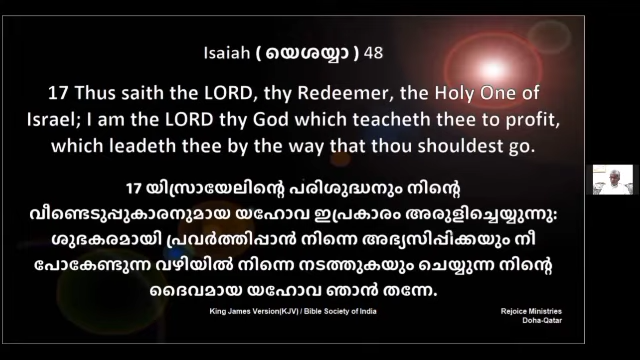 Isaiah ( യെശയ്യാ ) 48
17 Thus saith the LORD, thy Redeemer, the Holy One of
Israel; I am the LORD thy God which teacheth thee to profit,
which leadeth thee by the way that thou shouldest go.
17 യിസ്രായേലിന്റെ പരിശുദ്ധനും നിന്റെ
വീണ്ടെടുപ്പുകാരനുമായ യഹോവ ഇപ്രകാരം അരുളിച്ചെയ്യുന്നു:
ശുഭകരമായി പ്രവർത്തിപ്പാൻ നിന്നെ അഭ്യസിപ്പിക്കയും നീ
പോകേണ്ടുന്ന വഴിയിൽ നിന്നെ നടത്തുകയും ചെയ്യുന്ന നിന്റെ
ദൈവമായ യഹോവ ഞാൻ തന്നേ.
King James Version(KJV) / Bible Society of India
Rejoice Ministries
Doha-Qatar